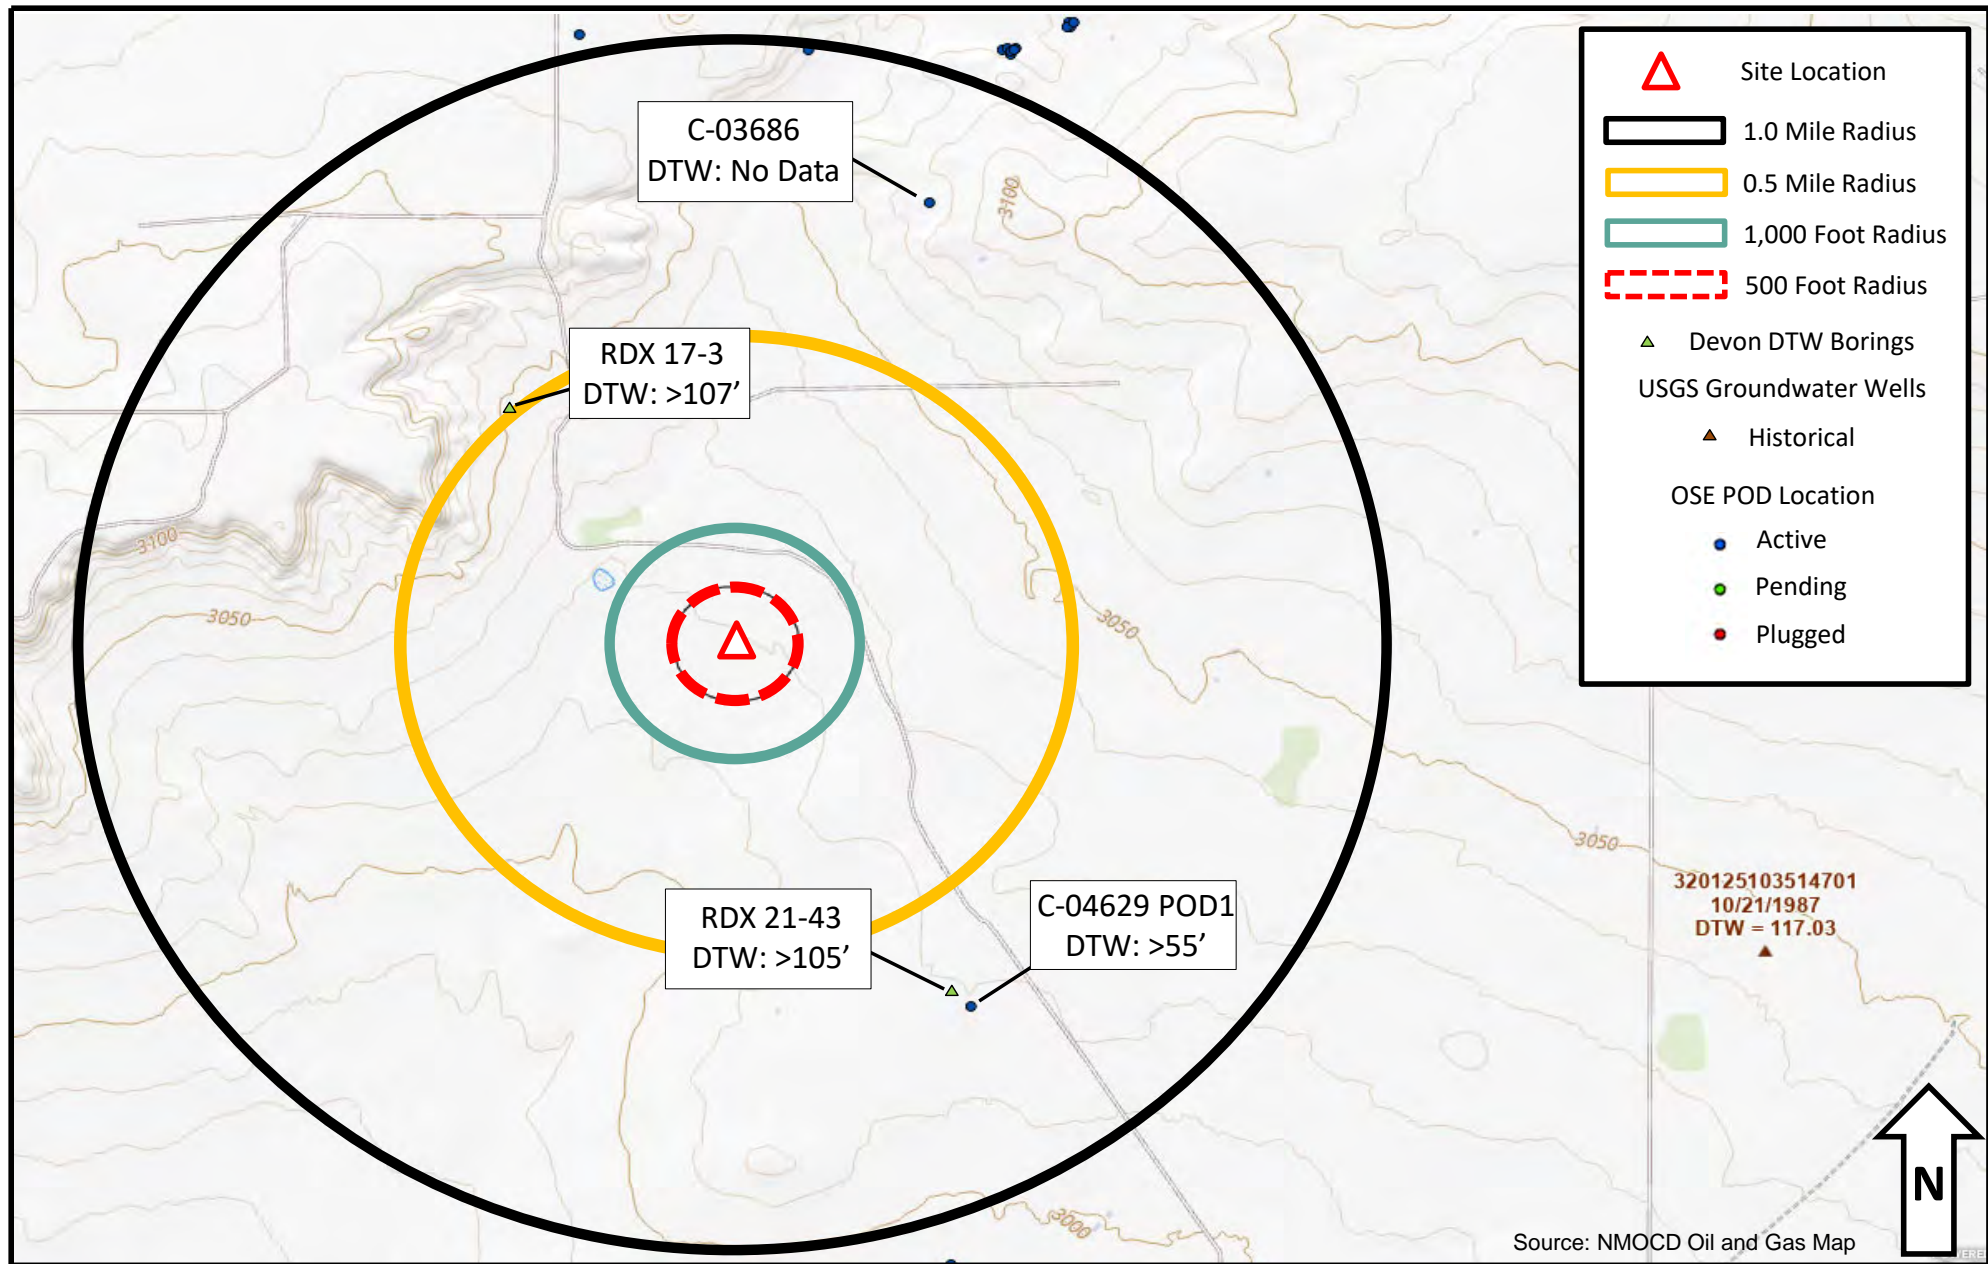 C-03686
DTW: No Data
3100
RDX 17-3
DTW: >107’
3100
3050
3050
3050
RDX 21-43
DTW: >105’
C-04629 POD1
DTW: >55’
320125103514701
10/21/1987
DTW = 117.03
3000
Site Location
1.0 Mile Radius
0.5 Mile Radius
1,000 Foot Radius
500 Foot Radius
Devon DTW Borings
USGS Groundwater Wells
Historical
OSE POD Location
Active
Pending
Plugged
N
Source: NMOCD Oil and Gas Map